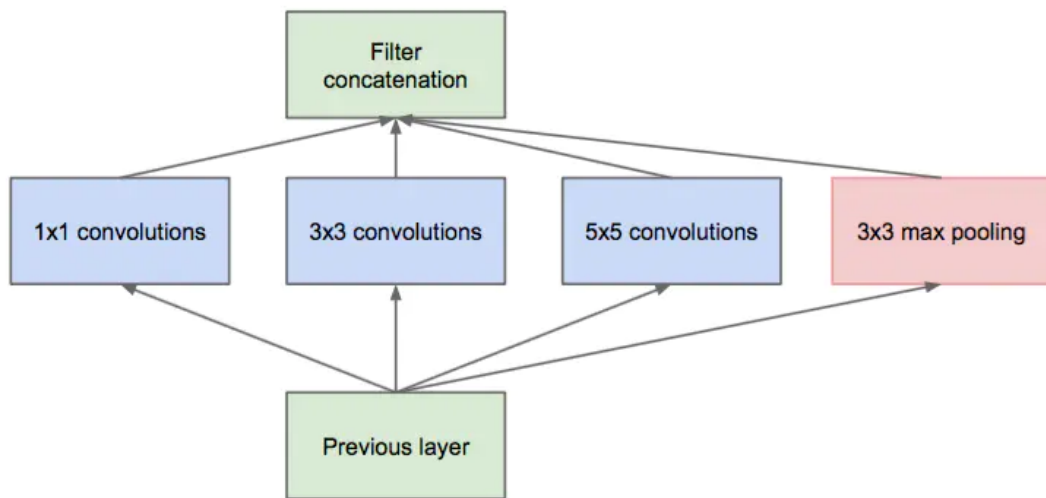 Filter
concatenation
1x1 convolutions
3x3 convolutions
5x5 convolutions
3x3 max pooling
Previous layer